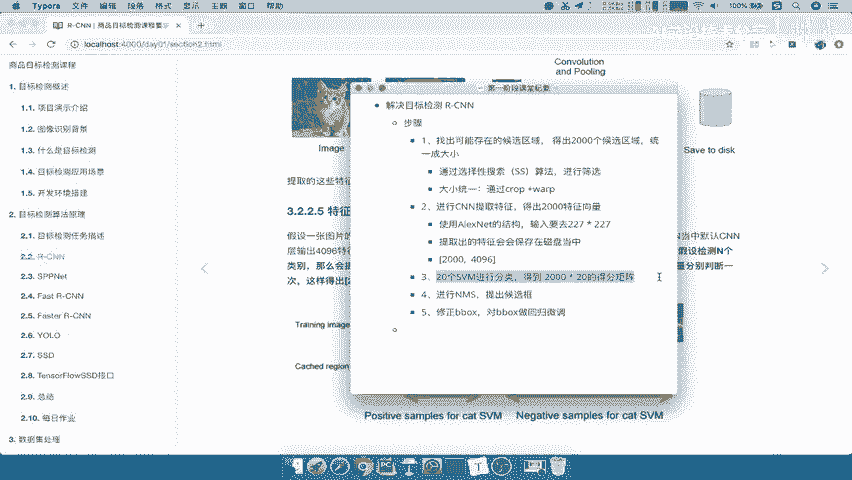 Typora 文件 编辑 段落 格式 显示 主题 窗口 帮助
100%
R-CNN | 商品目标检测课程
localhost:4000/day01/section2.html
商品目标检测课程
1. 目标检测概述
1.1. 项目演示介绍
1.2. 图像识别背景
1.3. 什么是目标检测
1.4. 目标检测应用场景
1.5. 开发环境搭建
2. 目标检测算法原理
2.1. 目标检测任务描述
2.2. R-CNN
2.3. SPPNet
2.4. Fast R-CNN
2.5. Faster R-CNN
2.6. YOLO
2.7. SSD
2.8. TensorFlowSSD接口
2.9. 总结
2.10. 每日作业
3. 数据集处理
Convolution
and Pooling
Image
Save to disk
提取的这些特征
3.2.2.5 特征
假设一张图片的
当中默认CNN
层输出4096特征
假设检测N个
类别，那么会提
量分别判断一
次，这样得出[2
Training image
Cached region
Positive samples for cat SVM
Negative samples for cat SVM
第一阶段课堂纪要
解决目标检测 R-CNN
步骤
1、找出可能存在的候选区域， 得出2000个候选区域，统
一成大小
通过选择性搜索（SS）算法，进行筛选
大小统一：通过crop +warp
2、进行CNN提取特征，得出2000特征向量
使用AlexNet的结构，输入要去227 * 227
提取出的特征会会保存在磁盘当中
[2000, 4096]
3、20个SVM进行分类，得到 2000 * 20的得分矩阵
4、进行NMS，提出候选框
5、修正bbox，对bbox做回归微调